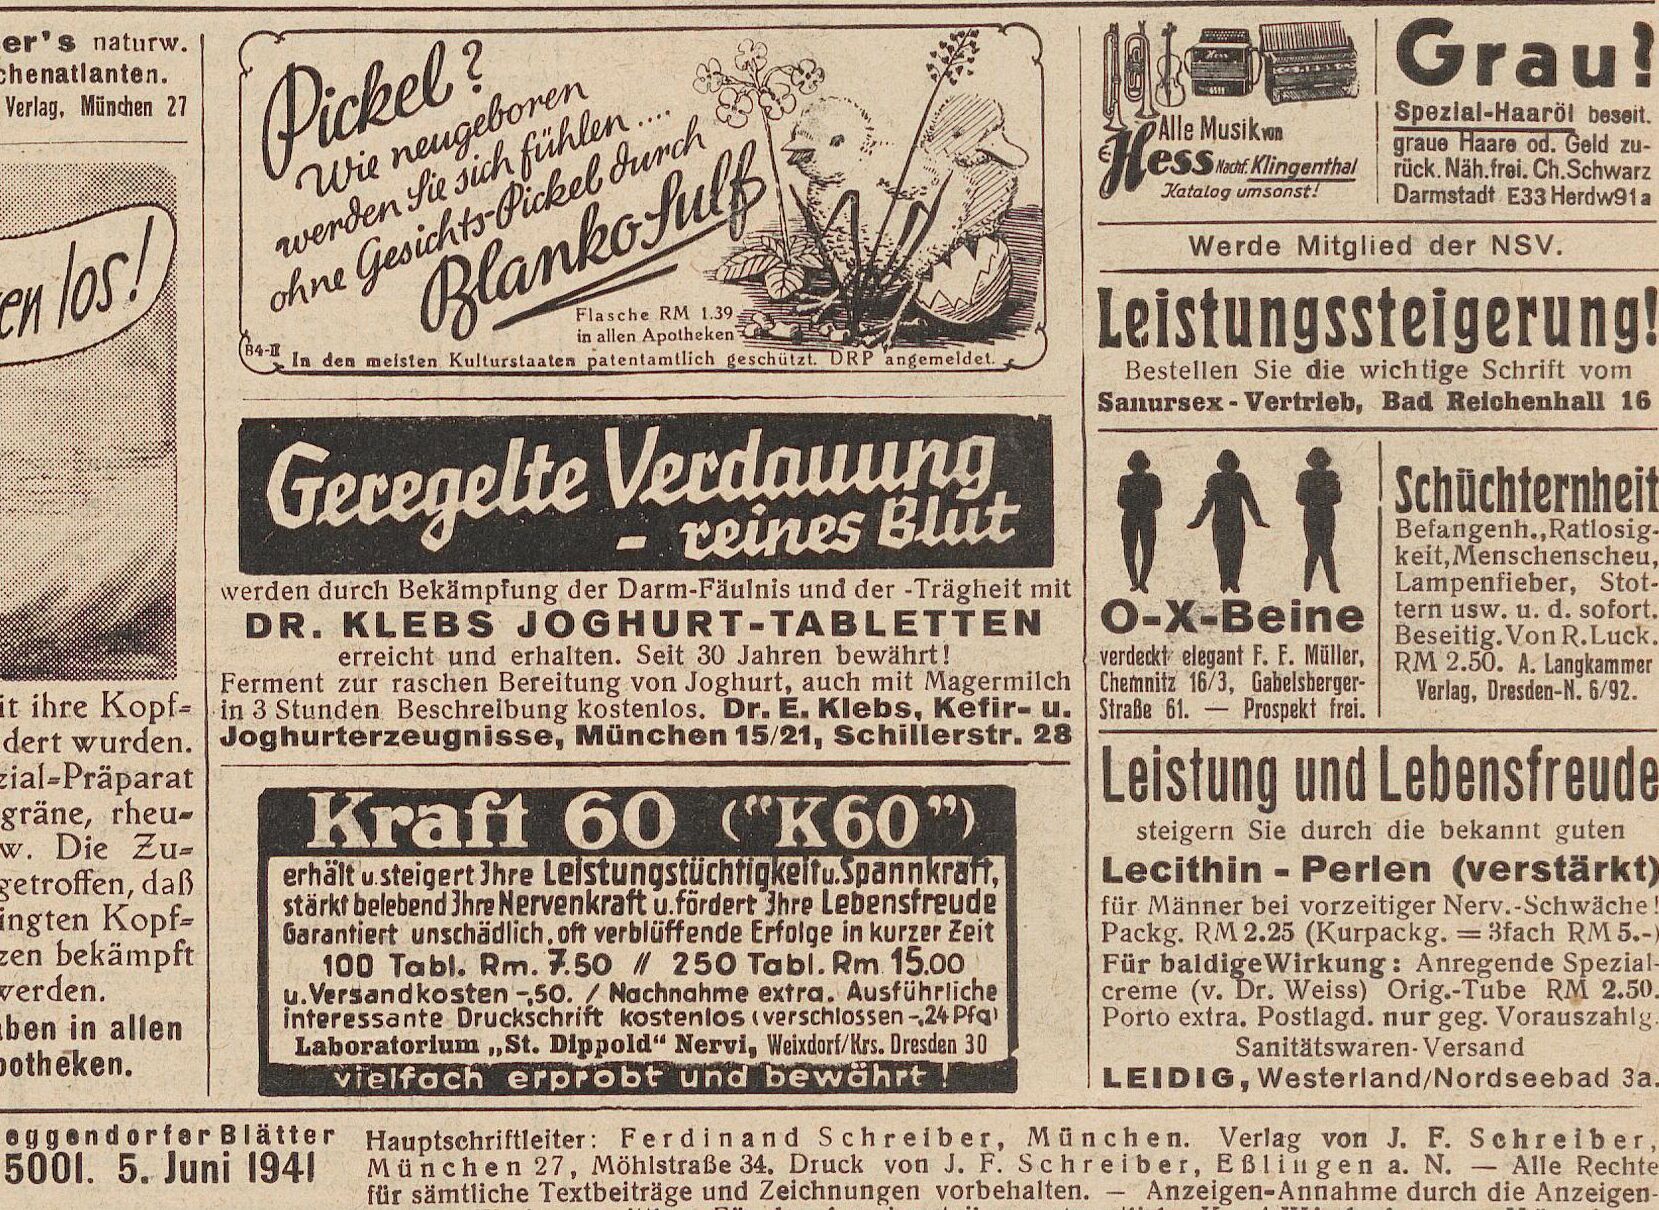 er's naturw.
chenatlanten.
Verlag, München 27
en los!
it ihre Kopf=
dert wurden.
zial=Präparat
gräne, rheu=
w. Die Zu=
getroffen, daß
ingten Kopf=
zen bekämpft
werden.
aben in allen
potheken.
Pickel?
Wie neugeboren
werden Sie sich fühlen ....
ohne Gesichts-Pickel durch
Blanko-Sulf
Flasche RM 1.39
in allen Apotheken
B4-II In den meisten Kulturstaaten patentamtlich geschützt. DRP angemeldet.
Geregelte Verdauung
- reines Blut
werden durch Bekämpfung der Darm-Fäulnis und der -Trägheit mit
DR. KLEBS JOGHURT-TABLETTEN
erreicht und erhalten. Seit 30 Jahren bewährt!
Ferment zur raschen Bereitung von Joghurt, auch mit Magermilch
in 3 Stunden. Beschreibung kostenlos. Dr. E. Klebs, Kefir- u.
Joghurterzeugnisse, München 15/21, Schillerstr. 28
Kraft 60 ("K60")
erhält u. steigert Ihre Leistungstüchtigkeit u. Spannkraft,
stärkt belebend Ihre Nervenkraft u. fördert Ihre Lebensfreude
Garantiert unschädlich, oft verblüffende Erfolge in kurzer Zeit
100 Tabl. Rm. 7.50 // 250 Tabl. Rm 15.00
u. Versandkosten -,50. / Nachnahme extra. Ausführliche
interessante Druckschrift kostenlos (verschlossen -,24 Pfg)
Laboratorium „St. Dippold“ Nervi, Weixdorf/Krs. Dresden 30
vielfach erprobt und bewährt!
Alle Musik von
Hess Nachf. Klingenthal
Katalog umsonst!
Grau?
Spezial-Haaröl beseit.
graue Haare od. Geld zu-
rück. Näh. frei. Ch. Schwarz
Darmstadt E33 Herdw91a
Werde Mitglied der NSV.
Leistungssteigerung!
Bestellen Sie die wichtige Schrift vom
Sanursex-Vertrieb, Bad Reichenhall 16
O-X-Beine
verdeckt elegant F. F. Müller,
Chemnitz 16/3, Gabelsberger-
Straße 61. — Prospekt frei.
Schüchternheit
Befangenh., Ratlosig-
keit, Menschenscheu,
Lampenfieber, Stot-
tern usw. u. d. sofort.
Beseitig. Von R. Luck.
RM 2.50. A. Langkammer
Verlag, Dresden-N. 6/92.
Leistung und Lebensfreude
steigern Sie durch die bekannt guten
Lecithin - Perlen (verstärkt)
für Männer bei vorzeitiger Nerv.-Schwäche!
Packg. RM 2.25 (Kurpackg. = 3fach RM 5.-)
Für baldige Wirkung: Anregende Spezial-
creme (v. Dr. Weiss) Orig.-Tube RM 2.50.
Porto extra. Postlagd. nur geg. Vorauszahlg.
Sanitätswaren-Versand
LEIDIG, Westerland/Nordseebad 3a.
eggendorfer Blätter
5001. 5. Juni 1941
Hauptschriftleiter: Ferdinand Schreiber, München. Verlag von J. F. Schreiber,
München 27, Möhlstraße 34. Druck von J. F. Schreiber, Eßlingen a. N. — Alle Rechte
für sämtliche Textbeiträge und Zeichnungen vorbehalten. — Anzeigen-Annahme durch die Anzeigen-